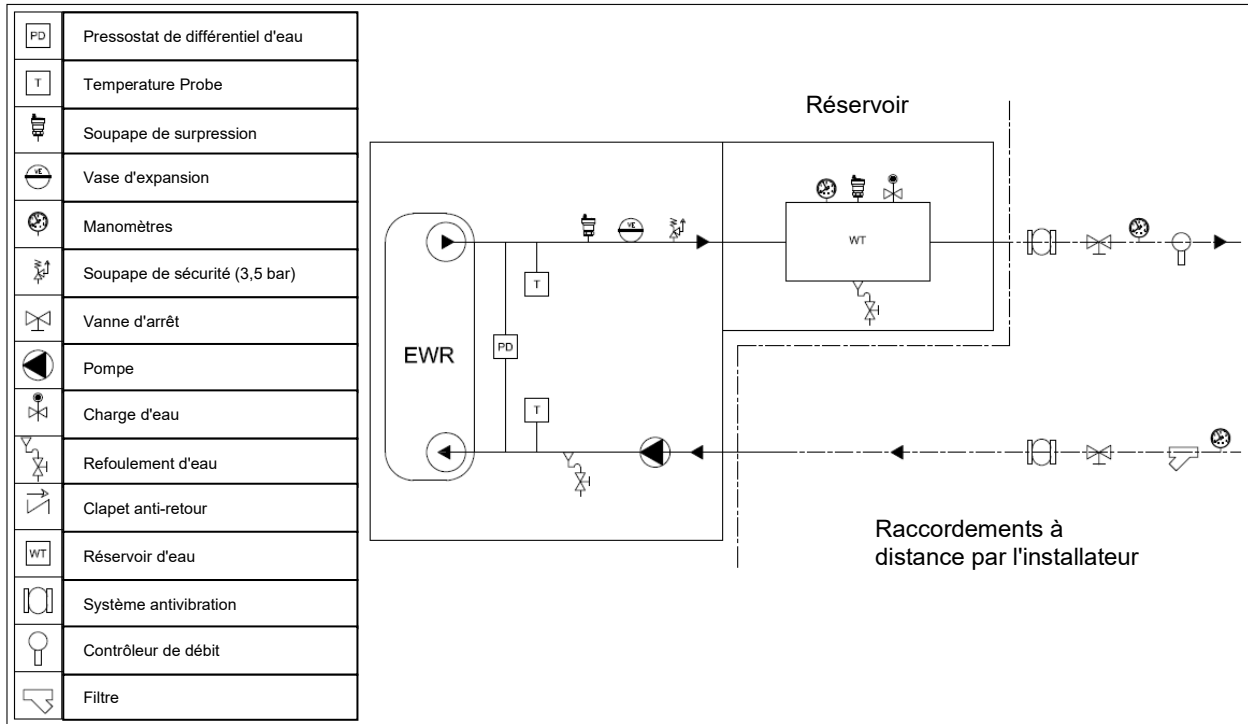 PD Pressostat de différentiel d'eau
T Temperature Probe
Soupape de surpression
VE Vase d'expansion
Manomètres
Soupape de sécurité (3,5 bar)
Vanne d'arrêt
Pompe
Charge d'eau
Refoulement d'eau
Clapet anti-retour
WT Réservoir d'eau
Système antivibration
Contrôleur de débit
Filtre
Réservoir
VE
WT
T
EWR
PD
T
Raccordements à
distance par l'installateur